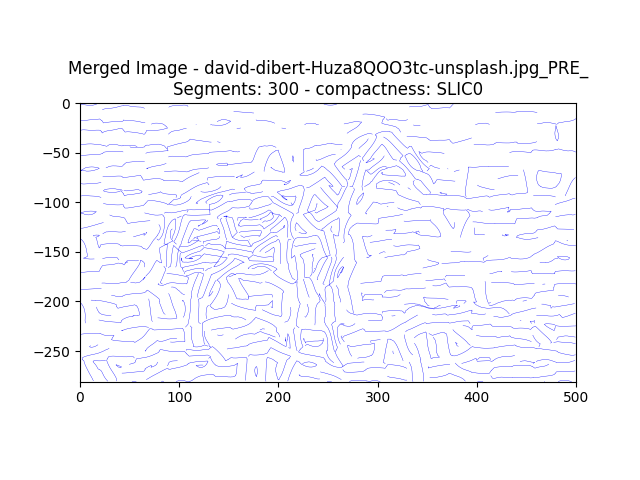 Merged Image - david-dibert-Huza8QOO3tc-unsplash.jpg_PRE_
Segments: 300 - compactness: SLIC0
0
−50
−100
−150
−200
−250
0 100 200 300 400 500